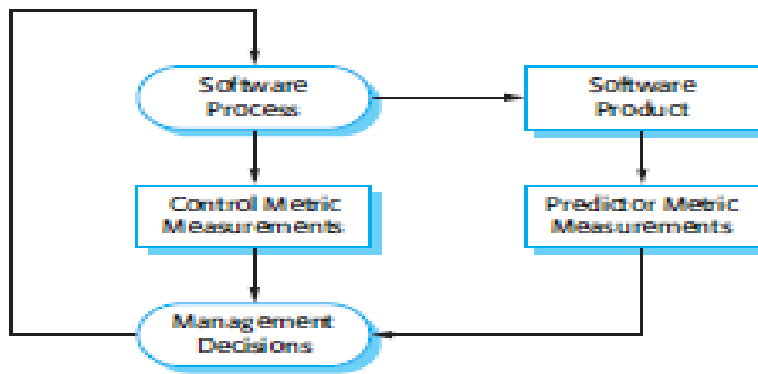 Software
Process
Software
Product
Control Metric
Measurements
Predictor Metric
Measurements
Management
Decisions